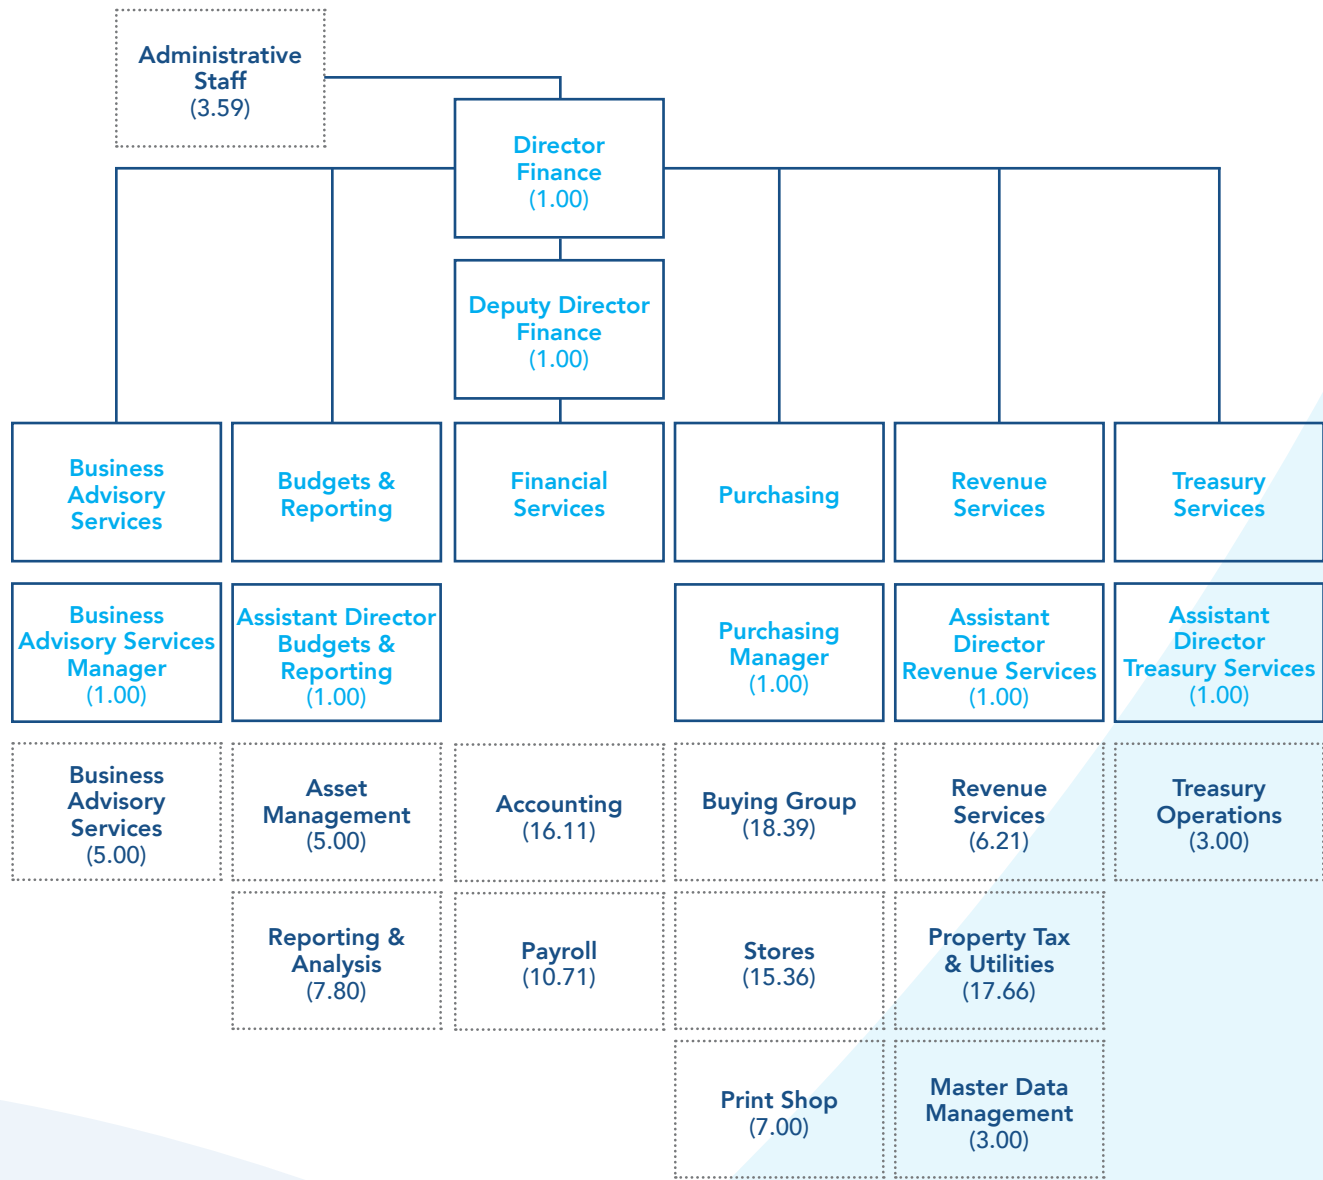 Administrative
Staff
(3.59)
Director
Finance
(1.00)
Deputy Director
Finance
(1.00)
Business
Advisory
Services
Budgets &
Reporting
Financial
Services
Purchasing
Revenue
Services
Treasury
Services
Business
Advisory Services
Manager
(1.00)
Assistant Director
Budgets &
Reporting
(1.00)
Purchasing
Manager
(1.00)
Assistant
Director
Revenue Services
(1.00)
Assistant
Director
Treasury Services
(1.00)
Business
Advisory
Services
(5.00)
Asset
Management
(5.00)
Accounting
(16.11)
Buying Group
(18.39)
Revenue
Services
(6.21)
Treasury
Operations
(3.00)
Reporting &
Analysis
(7.80)
Payroll
(10.71)
Stores
(15.36)
Property Tax
& Utilities
(17.66)
Print Shop
(7.00)
Master Data
Management
(3.00)